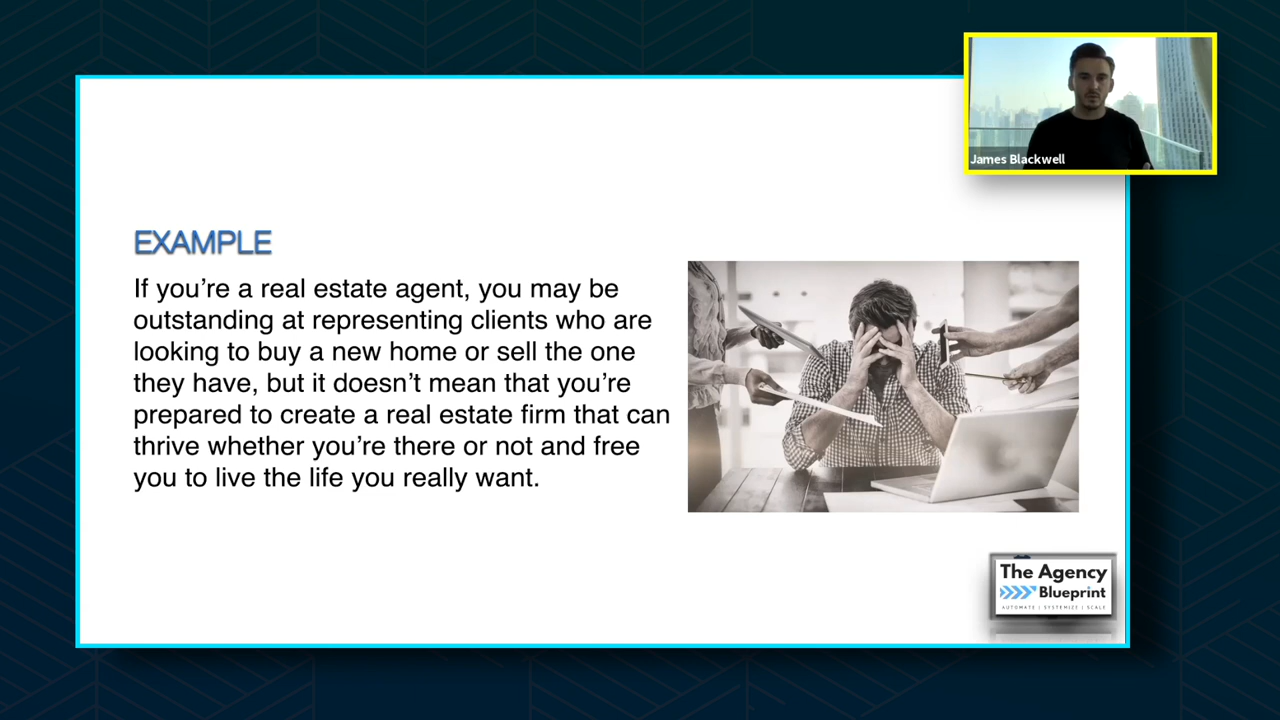 James Blackwell
EXAMPLE
If you’re a real estate agent, you may be
outstanding at representing clients who are
looking to buy a new home or sell the one
they have, but it doesn’t mean that you’re
prepared to create a real estate firm that can
thrive whether you’re there or not and free
you to live the life you really want.
The Agency
Blueprint
AUTOMATE | SYSTEMIZE | SCALE